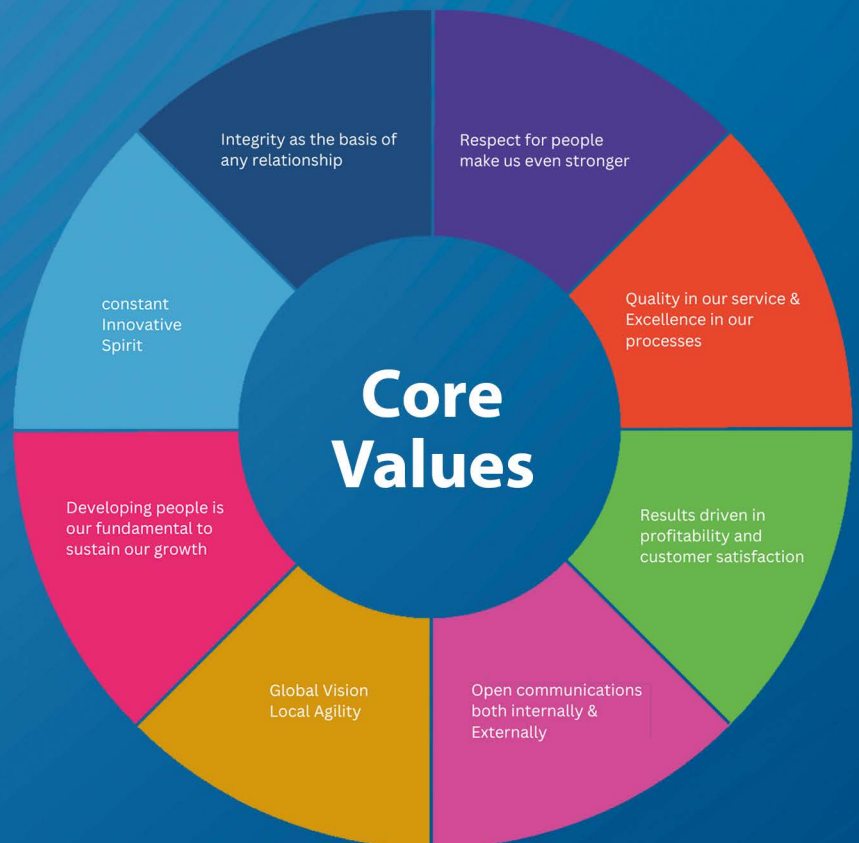 Integrity as the basis of
any relationship
Respect for people
make us even stronger
Quality in our service &
Excellence in our
processes
Results driven in
profitability and
customer satisfaction
Open communications
both internally &
Externally
Global Vision
Local Agility
Developing people is
our fundamental to
sustain our growth
constant
Innovative
Spirit
Core
Values